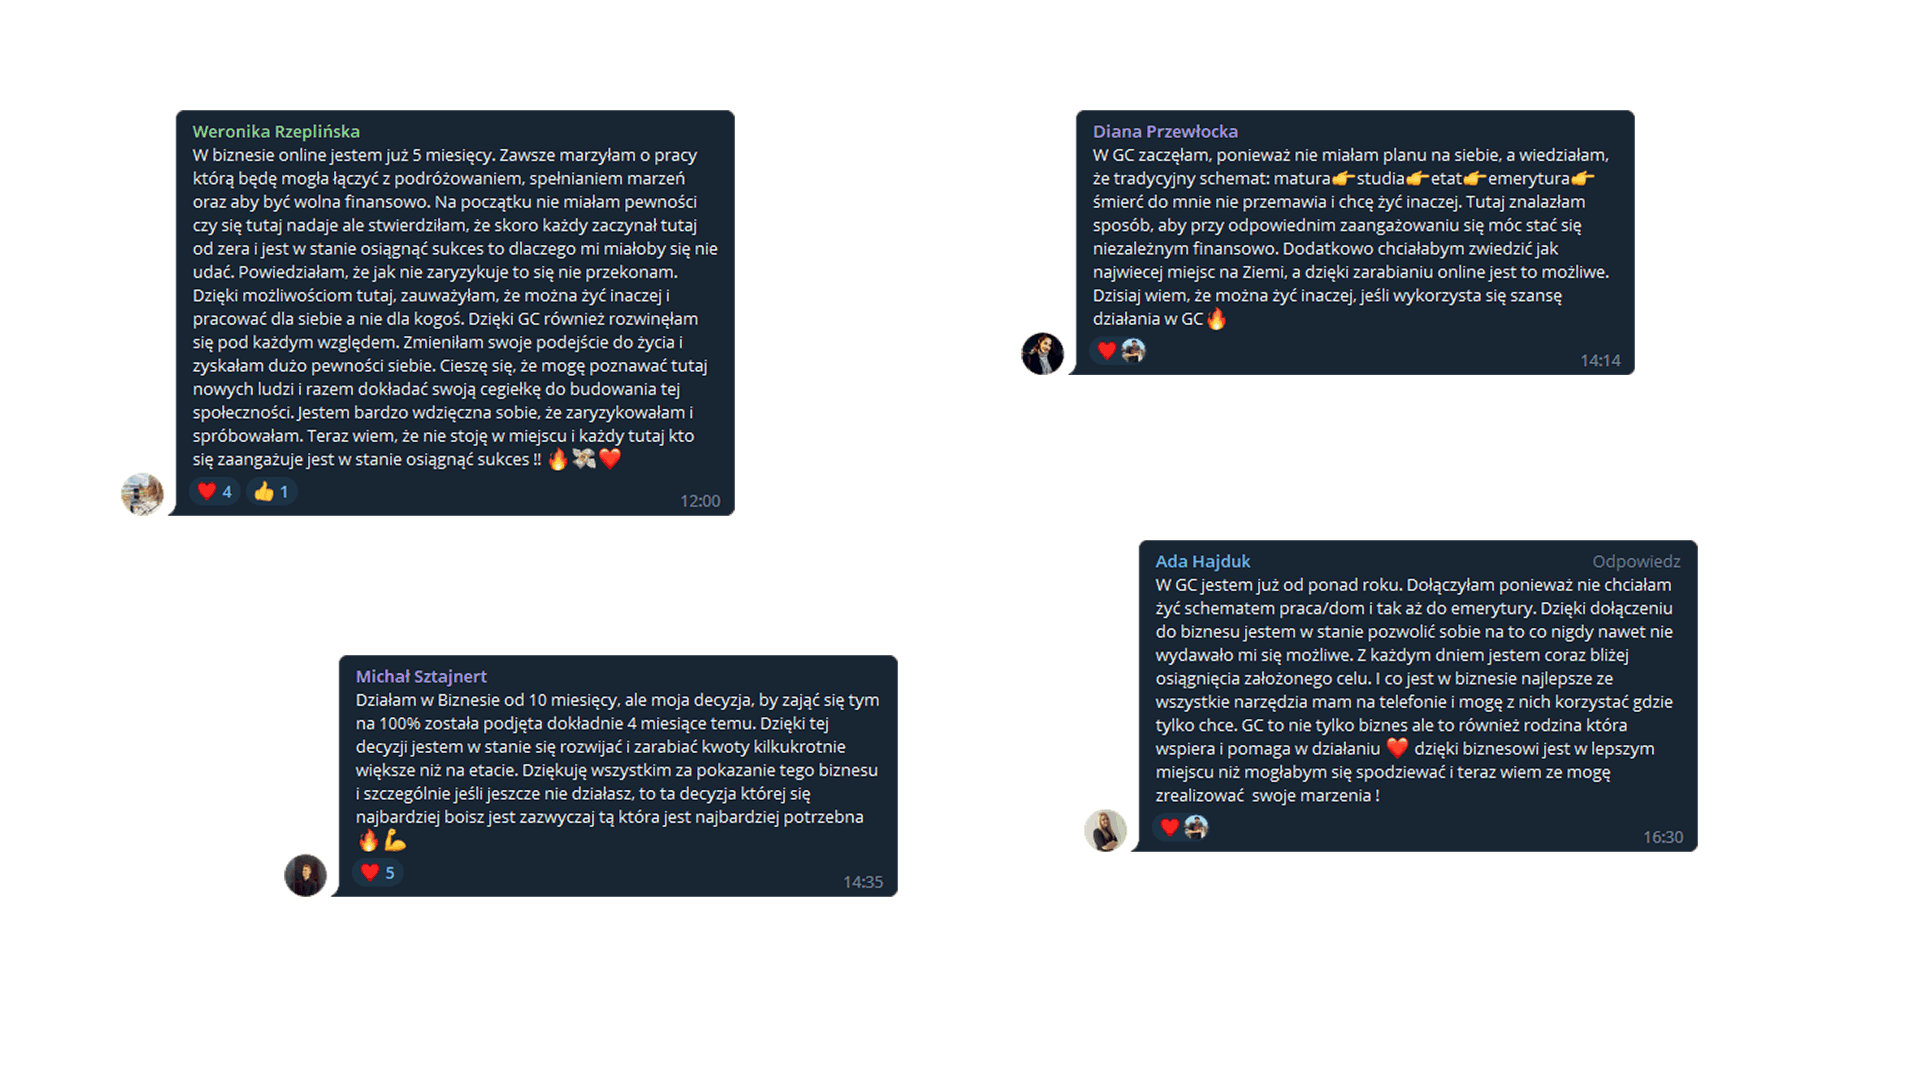 Weronika Rzeplińska
W biznesie online jestem już 5 miesięcy. Zawsze marzyłam o pracy
którą będę mogła łączyć z podróżowaniem, spełnianiem marzeń
oraz aby być wolna finansowo. Na początku nie miałam pewności
czy się tutaj nadaje ale stwierdziłam, że skoro każdy zaczynał tutaj
od zera i jest w stanie osiągnąć sukces to dlaczego mi miałoby się nie
udać. Powiedziałam, że jak nie zaryzykuje to się nie przekonam.
Dzięki możliwościom tutaj, zauważyłam, że można żyć inaczej i
pracować dla siebie a nie dla kogoś. Dzięki GC również rozwinęłam
się pod każdym względem. Zmieniłam swoje podejście do życia i
zyskałam dużo pewności siebie. Cieszę się, że mogę poznawać tutaj
nowych ludzi i razem dokładać swoją cegiełkę do budowania tej
społeczności. Jestem bardzo wdzięczna sobie, że zaryzykowałam i
spróbowałam. Teraz wiem, że nie stoję w miejscu i każdy tutaj kto
się zaangażuje jest w stanie osiągnąć sukces ‼ 🔥💸❤️
❤️ 4 👍 1
12:00
Diana Przewłocka
W GC zaczęłam, ponieważ nie miałam planu na siebie, a wiedziałam,
że tradycyjny schemat: matura👉studia👉etat👉emerytura👉
śmierć do mnie nie przemawia i chcę żyć inaczej. Tutaj znalazłam
sposób, aby przy odpowiednim zaangażowaniu się móc stać się
niezależnym finansowo. Dodatkowo chciałabym zwiedzić jak
najwiecej miejsc na Ziemi, a dzięki zarabianiu online jest to możliwe.
Dzisiaj wiem, że można żyć inaczej, jeśli wykorzysta się szansę
działania w GC🔥
❤️
14:14
Michał Sztajnert
Działam w Biznesie od 10 miesięcy, ale moja decyzja, by zająć się tym
na 100% została podjęta dokładnie 4 miesiące temu. Dzięki tej
decyzji jestem w stanie się rozwijać i zarabiać kwoty kilkukrotnie
większe niż na etacie. Dziękuję wszystkim za pokazanie tego biznesu
i szczególnie jeśli jeszcze nie działasz, to ta decyzja której się
najbardziej boisz jest zazwyczaj tą która jest najbardziej potrzebna
🔥💪
❤️ 5
14:35
Ada Hajduk
Odpowiedz
W GC jestem już od ponad roku. Dołączyłam ponieważ nie chciałam
żyć schematem praca/dom i tak aż do emerytury. Dzięki dołączeniu
do biznesu jestem w stanie pozwolić sobie na to co nigdy nawet nie
wydawało mi się możliwe. Z każdym dniem jestem coraz bliżej
osiągnięcia założonego celu. I co jest w biznesie najlepsze ze
wszystkie narzędzia mam na telefonie i mogę z nich korzystać gdzie
tylko chce. GC to nie tylko biznes ale to również rodzina która
wspiera i pomaga w działaniu ❤️ dzięki biznesowi jest w lepszym
miejscu niż mogłabym się spodziewać i teraz wiem ze mogę
zrealizować  swoje marzenia !
❤️
16:30